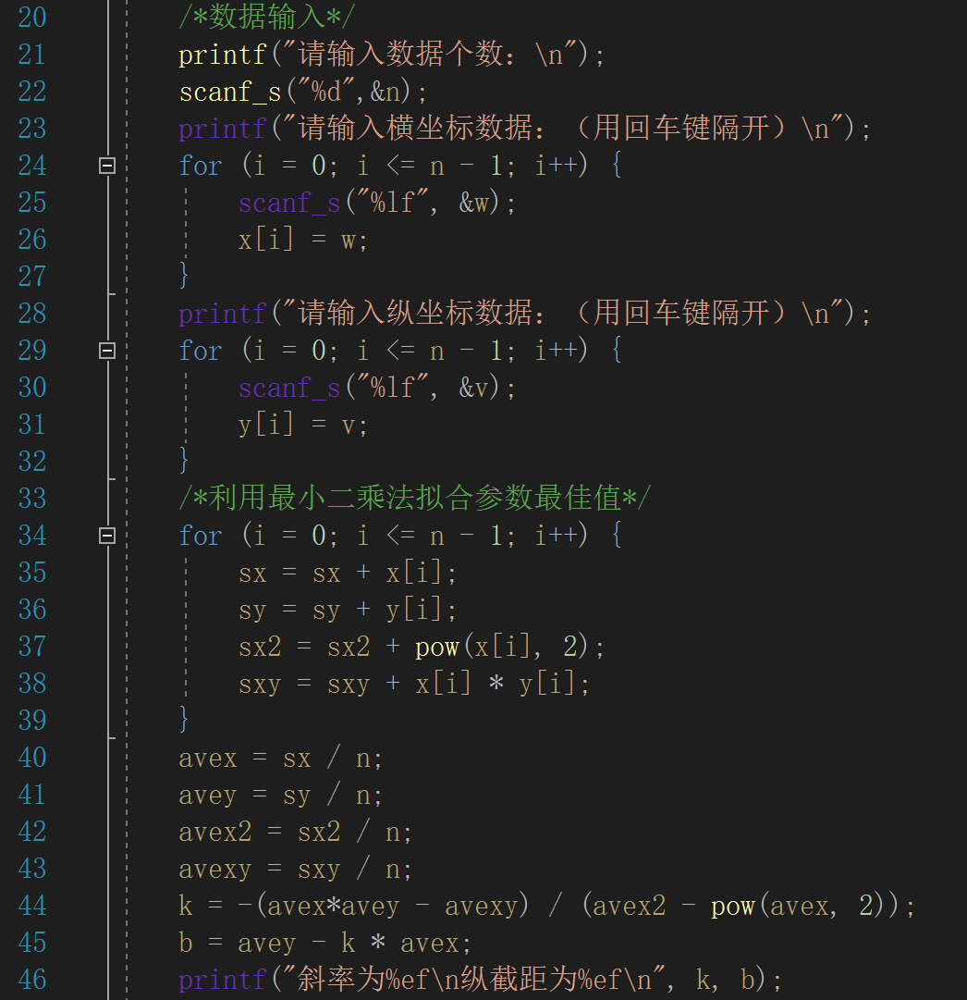 20 /*数据输入*/
21 printf("请输入数据个数：\n");
22 scanf_s("%d",&n);
23 printf("请输入横坐标数据：（用回车键隔开）\n");
24 for (i = 0; i <= n - 1; i++) {
25 scanf_s("%lf", &w);
26 x[i] = w;
27 }
28 printf("请输入纵坐标数据：（用回车键隔开）\n");
29 for (i = 0; i <= n - 1; i++) {
30 scanf_s("%lf", &v);
31 y[i] = v;
32 }
33 /*利用最小二乘法拟合参数最佳值*/
34 for (i = 0; i <= n - 1; i++) {
35 sx = sx + x[i];
36 sy = sy + y[i];
37 sx2 = sx2 + pow(x[i], 2);
38 sxy = sxy + x[i] * y[i];
39 }
40 avex = sx / n;
41 avey = sy / n;
42 avex2 = sx2 / n;
43 avexy = sxy / n;
44 k = -(avex*avey - avexy) / (avex2 - pow(avex, 2));
45 b = avey - k * avex;
46 printf("斜率为%ef\n纵截距为%ef\n", k, b);